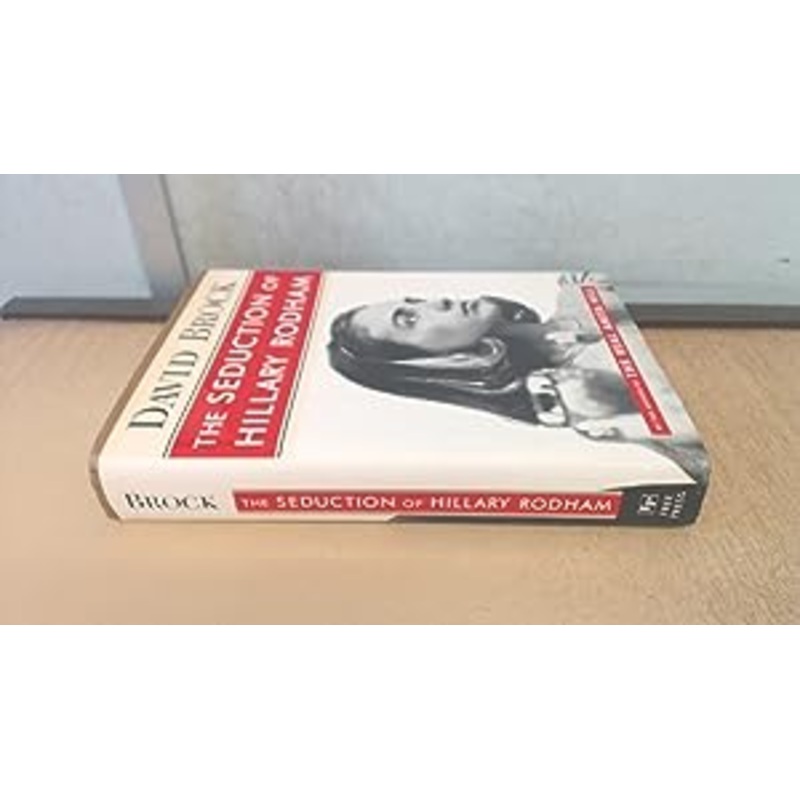 DAVID BROCK
THE SEDUCTION OF
HILLARY RODHAM
THE REAL ANITA HILL
BROCK
THE SEDUCTION OF HILLARY RODHAM
FP
FREE
PRESS